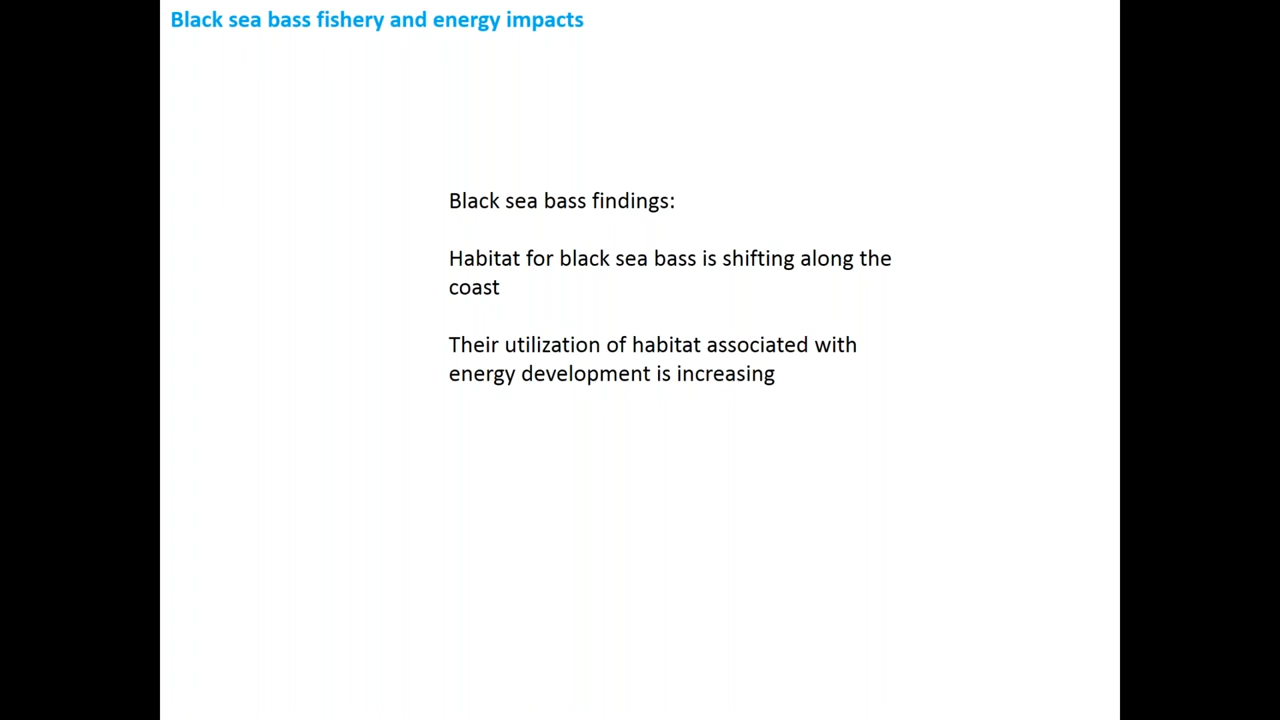 Black sea bass fishery and energy impacts
Black sea bass findings:
Habitat for black sea bass is shifting along the
coast
Their utilization of habitat associated with
energy development is increasing